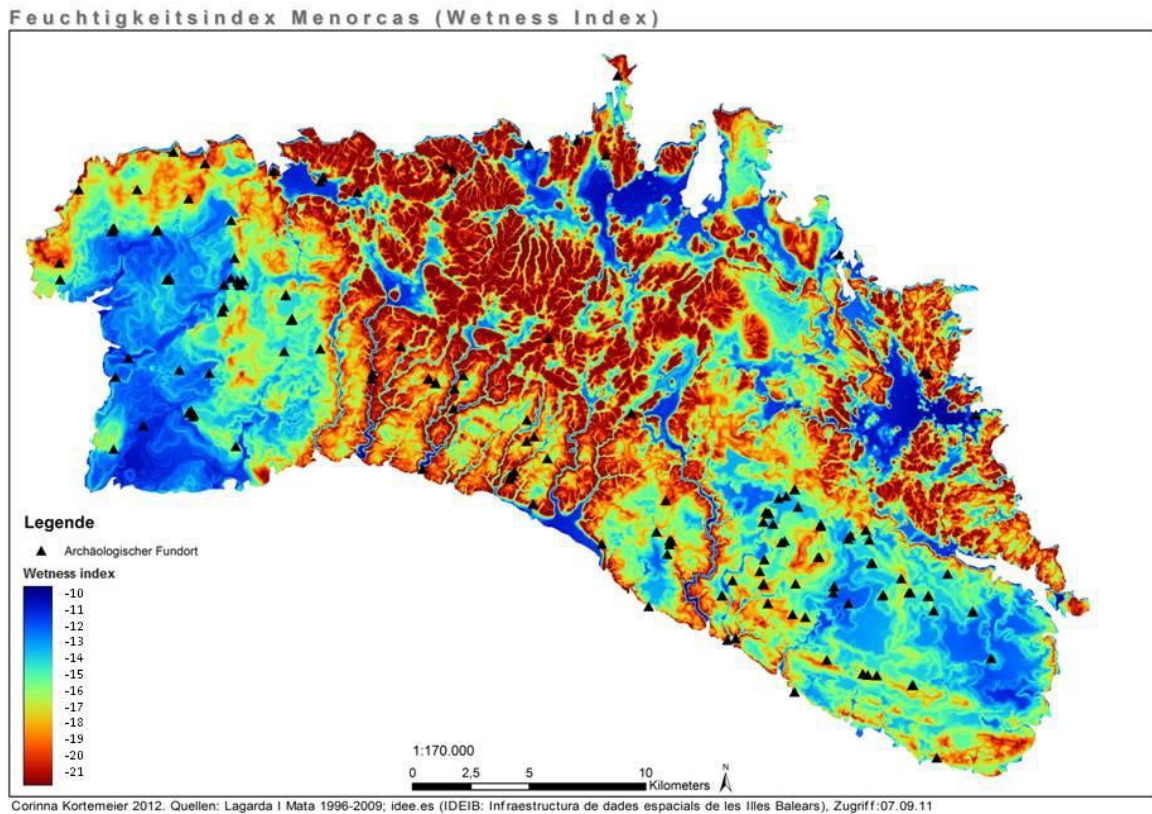 Feuchtigkeitsindex Menorcas (Wetness Index)
Legende
Archäologischer Fundort
Wetness index
-10
-11
-12
-13
-14
-15
-16
-17
-18
-19
-20
-21
1:170.000
0 2,5 5 10
Kilometers
N
Corinna Kortemeier 2012. Quellen: Lagarda I Mata 1996-2009; idee.es (IDEIB: Infraestructura de dades espacials de les Illes Balears), Zugriff:07.09.11